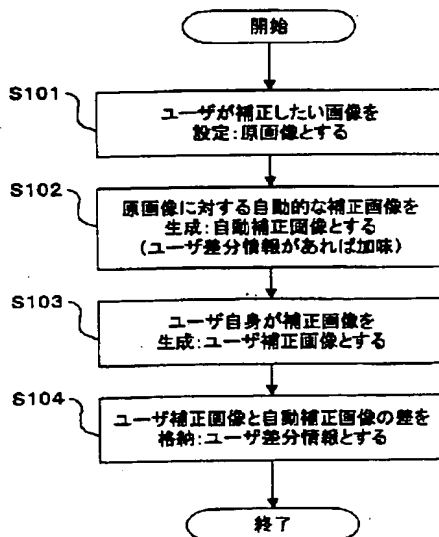 開始
S101
ユーザが補正したい画像を
設定:原画像とする
S102
原画像に対する自動的な補正画像を
生成:自動補正画像とする
(ユーザ差分情報があれば加味)
S103
ユーザ自身が補正画像を
生成:ユーザ補正画像とする
S104
ユーザ補正画像と自動補正画像の差を
格納:ユーザ差分情報とする
終了